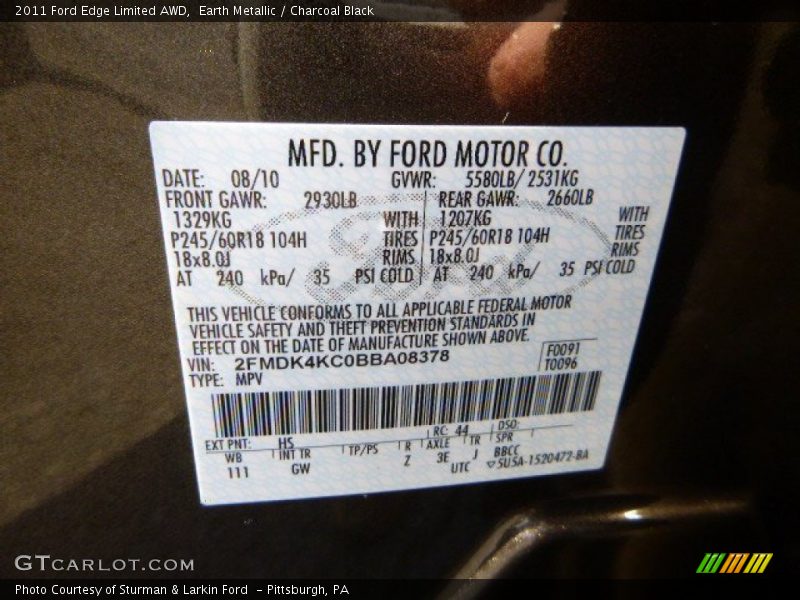 2011 Ford Edge Limited AWD,  Earth Metallic / Charcoal Black
MFD. BY FORD MOTOR CO.
DATE: 08/10 GVWR: 5580LB/ 2531KG
FRONT GAWR: 2930LB REAR GAWR: 2660LB
1329KG WITH 1207KG WITH
P245/60R18 104H TIRES P245/60R18 104H TIRES
18x8.0J RIMS 18x8.0J RIMS
AT 240 kPa/ 35 PSI COLD AT 240 kPa/ 35 PSI COLD
Ford
THIS VEHICLE CONFORMS TO ALL APPLICABLE FEDERAL MOTOR
VEHICLE SAFETY AND THEFT PREVENTION STANDARDS IN
EFFECT ON THE DATE OF MANUFACTURE SHOWN ABOVE.
VIN: 2FMDK4KC0BBA08378 F0091
TYPE: MPV T0096
EXT PNT: HS RC: 44 DSO:
WB INT TR TP/PS R AXLE TR SPR
111 GW Z 3E J BBCC
UTC ▽5U5A-1520472-BA
GTCARLOT.COM
Photo Courtesy of Sturman & Larkin Ford  - Pittsburgh, PA